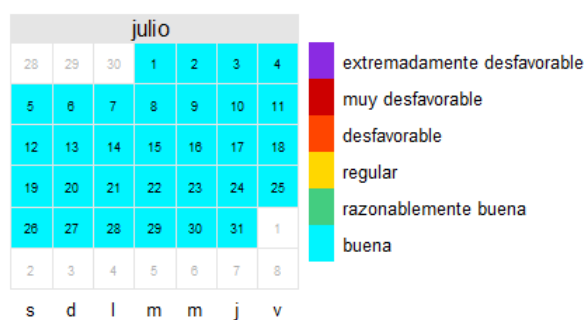 julio
28 29 30 1 2 3 4
5 6 7 8 9 10 11
12 13 14 15 16 17 18
19 20 21 22 23 24 25
26 27 28 29 30 31 1
2 3 4 5 6 7 8
s d l m m j v
extremadamente desfavorable
muy desfavorable
desfavorable
regular
razonablemente buena
buena